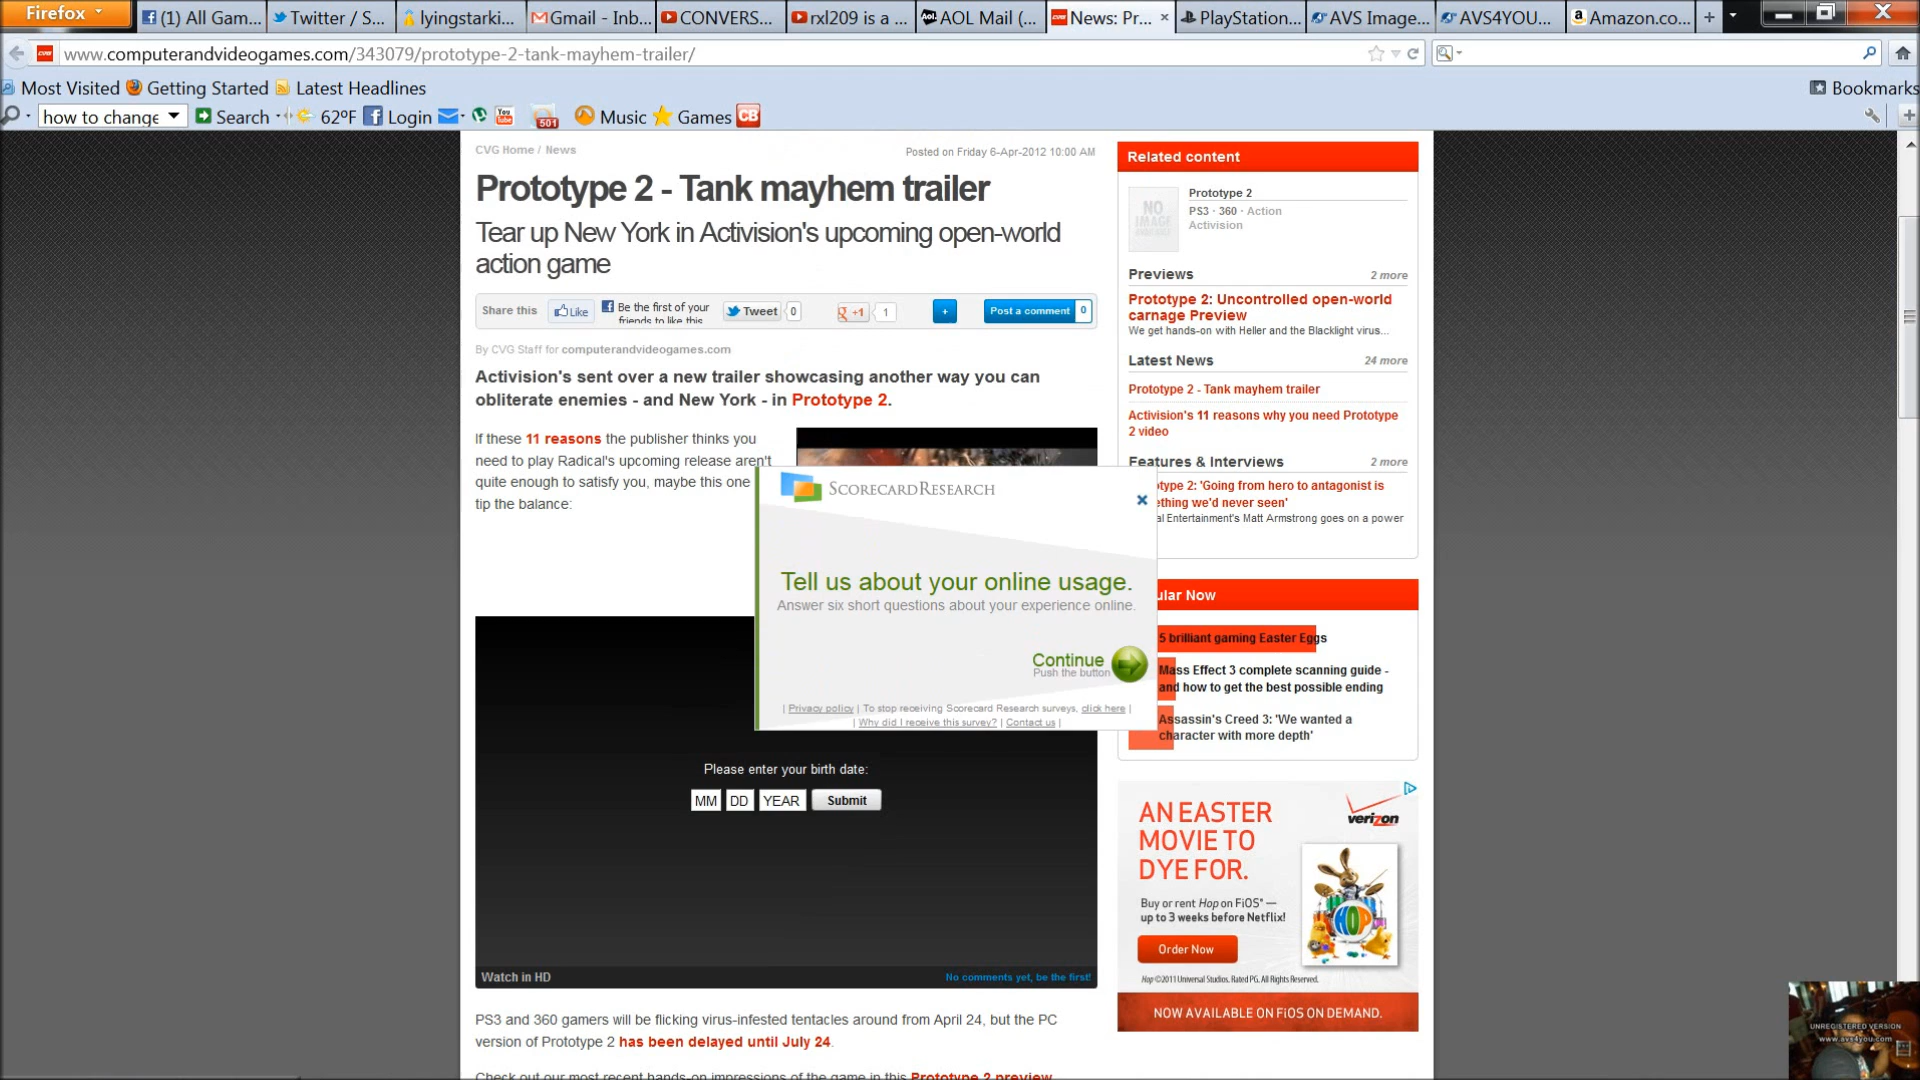 Firefox
(1) All Gam...
Twitter / S...
lyingstarki...
Gmail - Inb...
CONVERS...
rxl209 is a ...
AOL Mail (...
News: Pr...
PlayStation...
AVS Image...
AVS4YOU...
Amazon.co...
www.computerandvideogames.com/343079/prototype-2-tank-mayhem-trailer/
Most Visited Getting Started Latest Headlines
Bookmarks
how to change Search 62°F Login You Tube 501 Music Games CB
CVG Home / News
Posted on Friday 6-Apr-2012 10:00 AM
Prototype 2 - Tank mayhem trailer
Tear up New York in Activision's upcoming open-world
action game
Share this Like Be the first of your
friends to like this.
Tweet 0 +1 1 + Post a comment 0
By CVG Staff for computerandvideogames.com
Activision's sent over a new trailer showcasing another way you can
obliterate enemies - and New York - in Prototype 2.
If these 11 reasons the publisher thinks you
need to play Radical's upcoming release aren't
quite enough to satisfy you, maybe this one
tip the balance:
SCORECARDRESEARCH
Tell us about your online usage.
Answer six short questions about your experience online.
Continue
Push the button
| Privacy policy | To stop receiving Scorecard Research surveys, click here |
| Why did I receive this survey? | Contact us |
Please enter your birth date:
MM DD YEAR Submit
Watch in HD
No comments yet, be the first!
PS3 and 360 gamers will be flicking virus-infested tentacles around from April 24, but the PC
version of Prototype 2 has been delayed until July 24.
Check out our most recent hands-on impressions of the game in this Prototype 2 preview
Related content
NO
IMAGE
AVAILABLE
Prototype 2
PS3 · 360 · Action
Activision
Previews 2 more
Prototype 2: Uncontrolled open-world
carnage Preview
We get hands-on with Heller and the Blacklight virus...
Latest News 24 more
Prototype 2 - Tank mayhem trailer
Activision's 11 reasons why you need Prototype
2 video
Features & Interviews 2 more
type 2: 'Going from hero to antagonist is
ething we'd never seen'
al Entertainment's Matt Armstrong goes on a power
ular Now
5 brilliant gaming Easter Eggs
Mass Effect 3 complete scanning guide -
and how to get the best possible ending
Assassin's Creed 3: 'We wanted a
character with more depth'
AN EASTER
MOVIE TO
DYE FOR.
verizon
Buy or rent Hop on FiOS® —
up to 3 weeks before Netflix!
HOP
Order Now
Hop ©2011 Universal Studios. Rated PG. All Rights Reserved.
NOW AVAILABLE ON FiOS ON DEMAND.
UNREGISTERED VERSION
www.avs4you.com